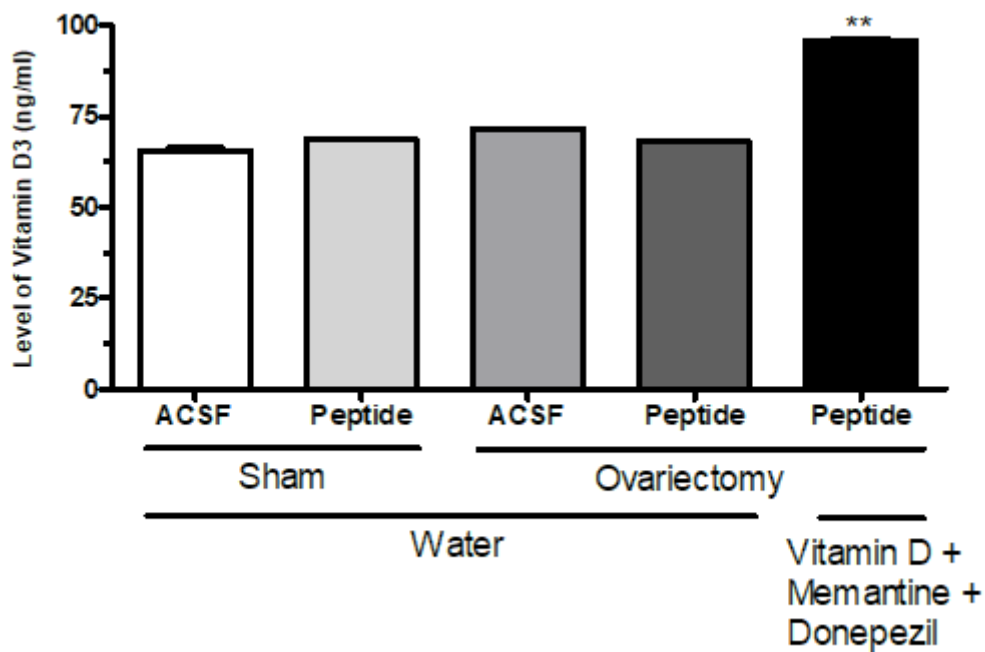 **
100
75
50
25
0
Level of Vitamin D3 (ng/ml)
ACSF Peptide ACSF Peptide Peptide
Sham Ovariectomy
Water
Vitamin D +
Memantine +
Donepezil